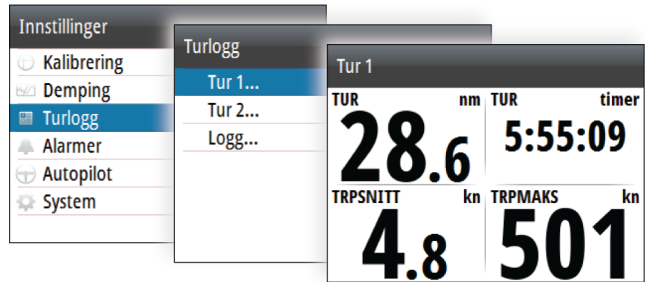 Innstillinger
Kalibrering
Demping
Turlogg
Alarmer
Autopilot
System
Turlogg
Tur 1...
Tur 2...
Logg...
Tur 1
TUR nm TUR timer
28.6 5:55:09
TRPSNITT kn TRPMAKS kn
4.8 501